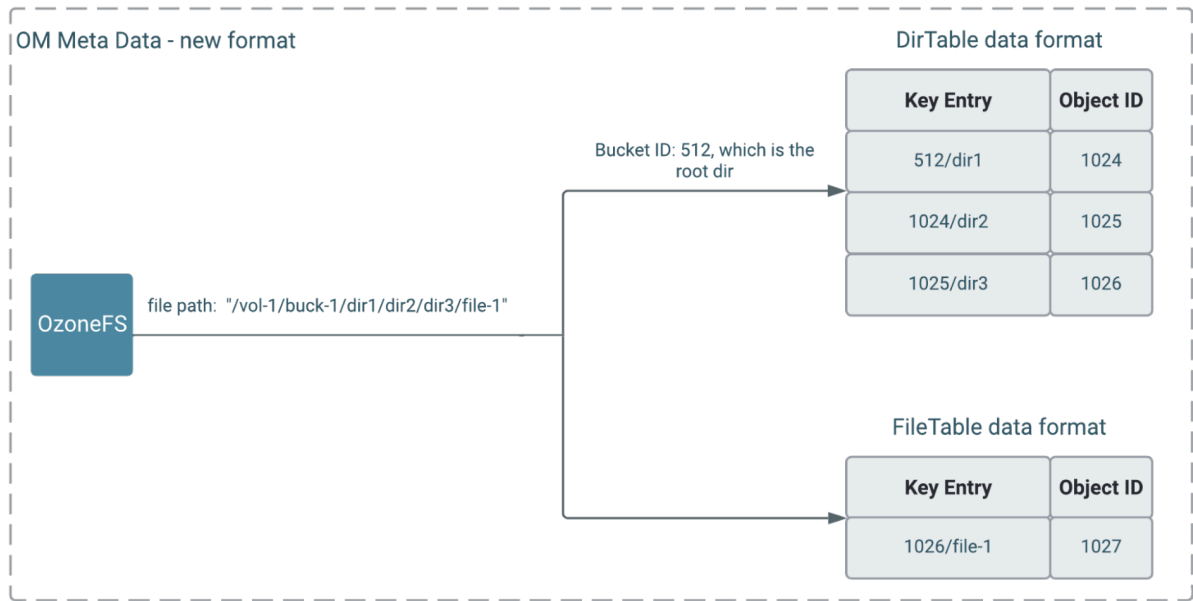 OM Meta Data - new format
DirTable data format
Key Entry Object ID
512/dir1 1024
1024/dir2 1025
1025/dir3 1026
Bucket ID: 512, which is the
root dir
OzoneFS
file path: "/vol-1/buck-1/dir1/dir2/dir3/file-1"
FileTable data format
Key Entry Object ID
1026/file-1 1027